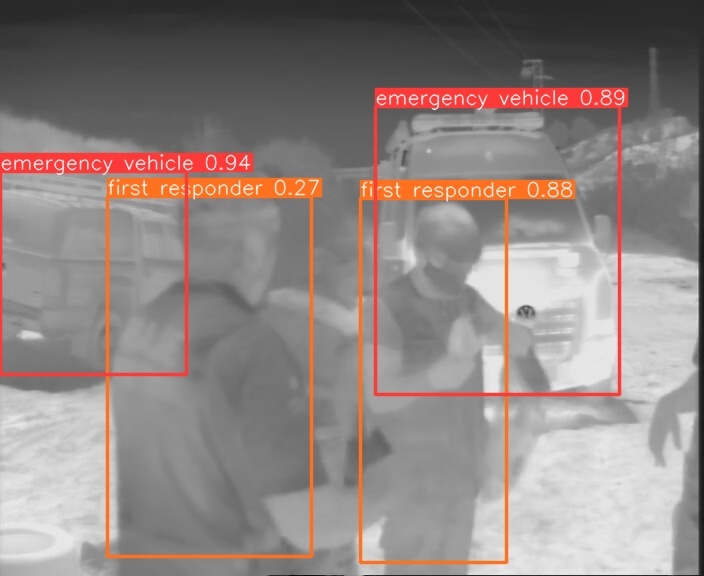 emergency vehicle 0.89
emergency vehicle 0.94
first responder 0.27
first responder 0.88